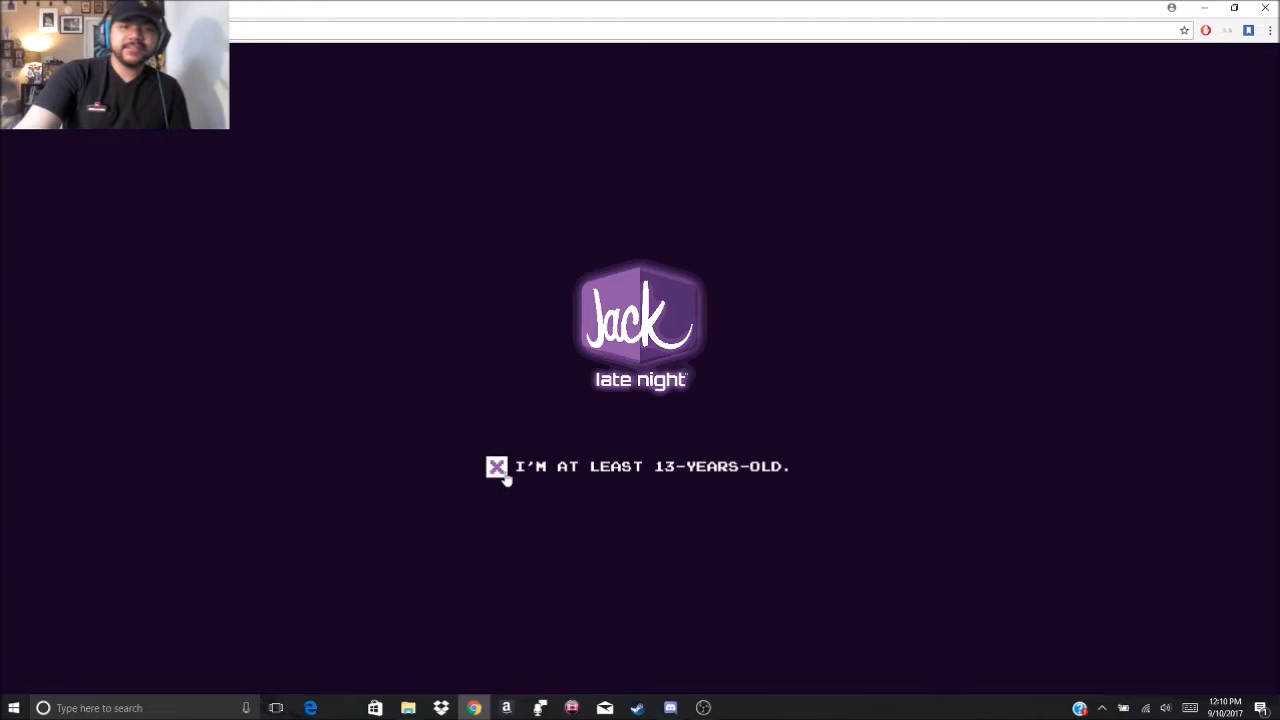 Jack
late night
I'M AT LEAST 13-YEARS-OLD.
Type here to search
12:10 PM
9/10/2017